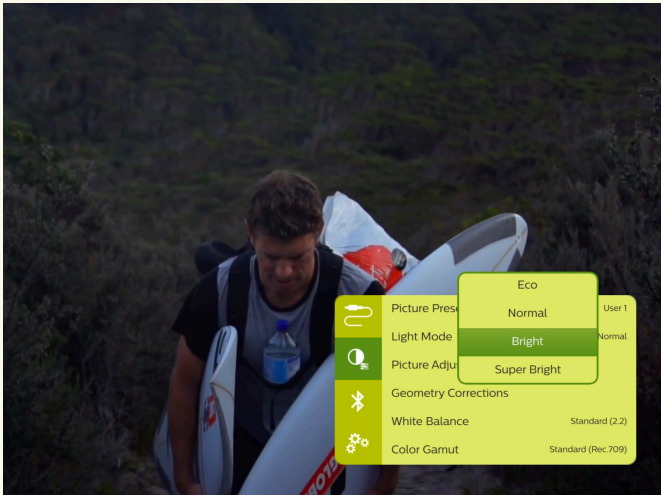 Eco
Picture Prese
Normal
User 1
Light Mode
Bright
Normal
Picture Adju
Super Bright
Geometry Corrections
White Balance
Standard (2.2)
Color Gamut
Standard (Rec.709)
GLOB